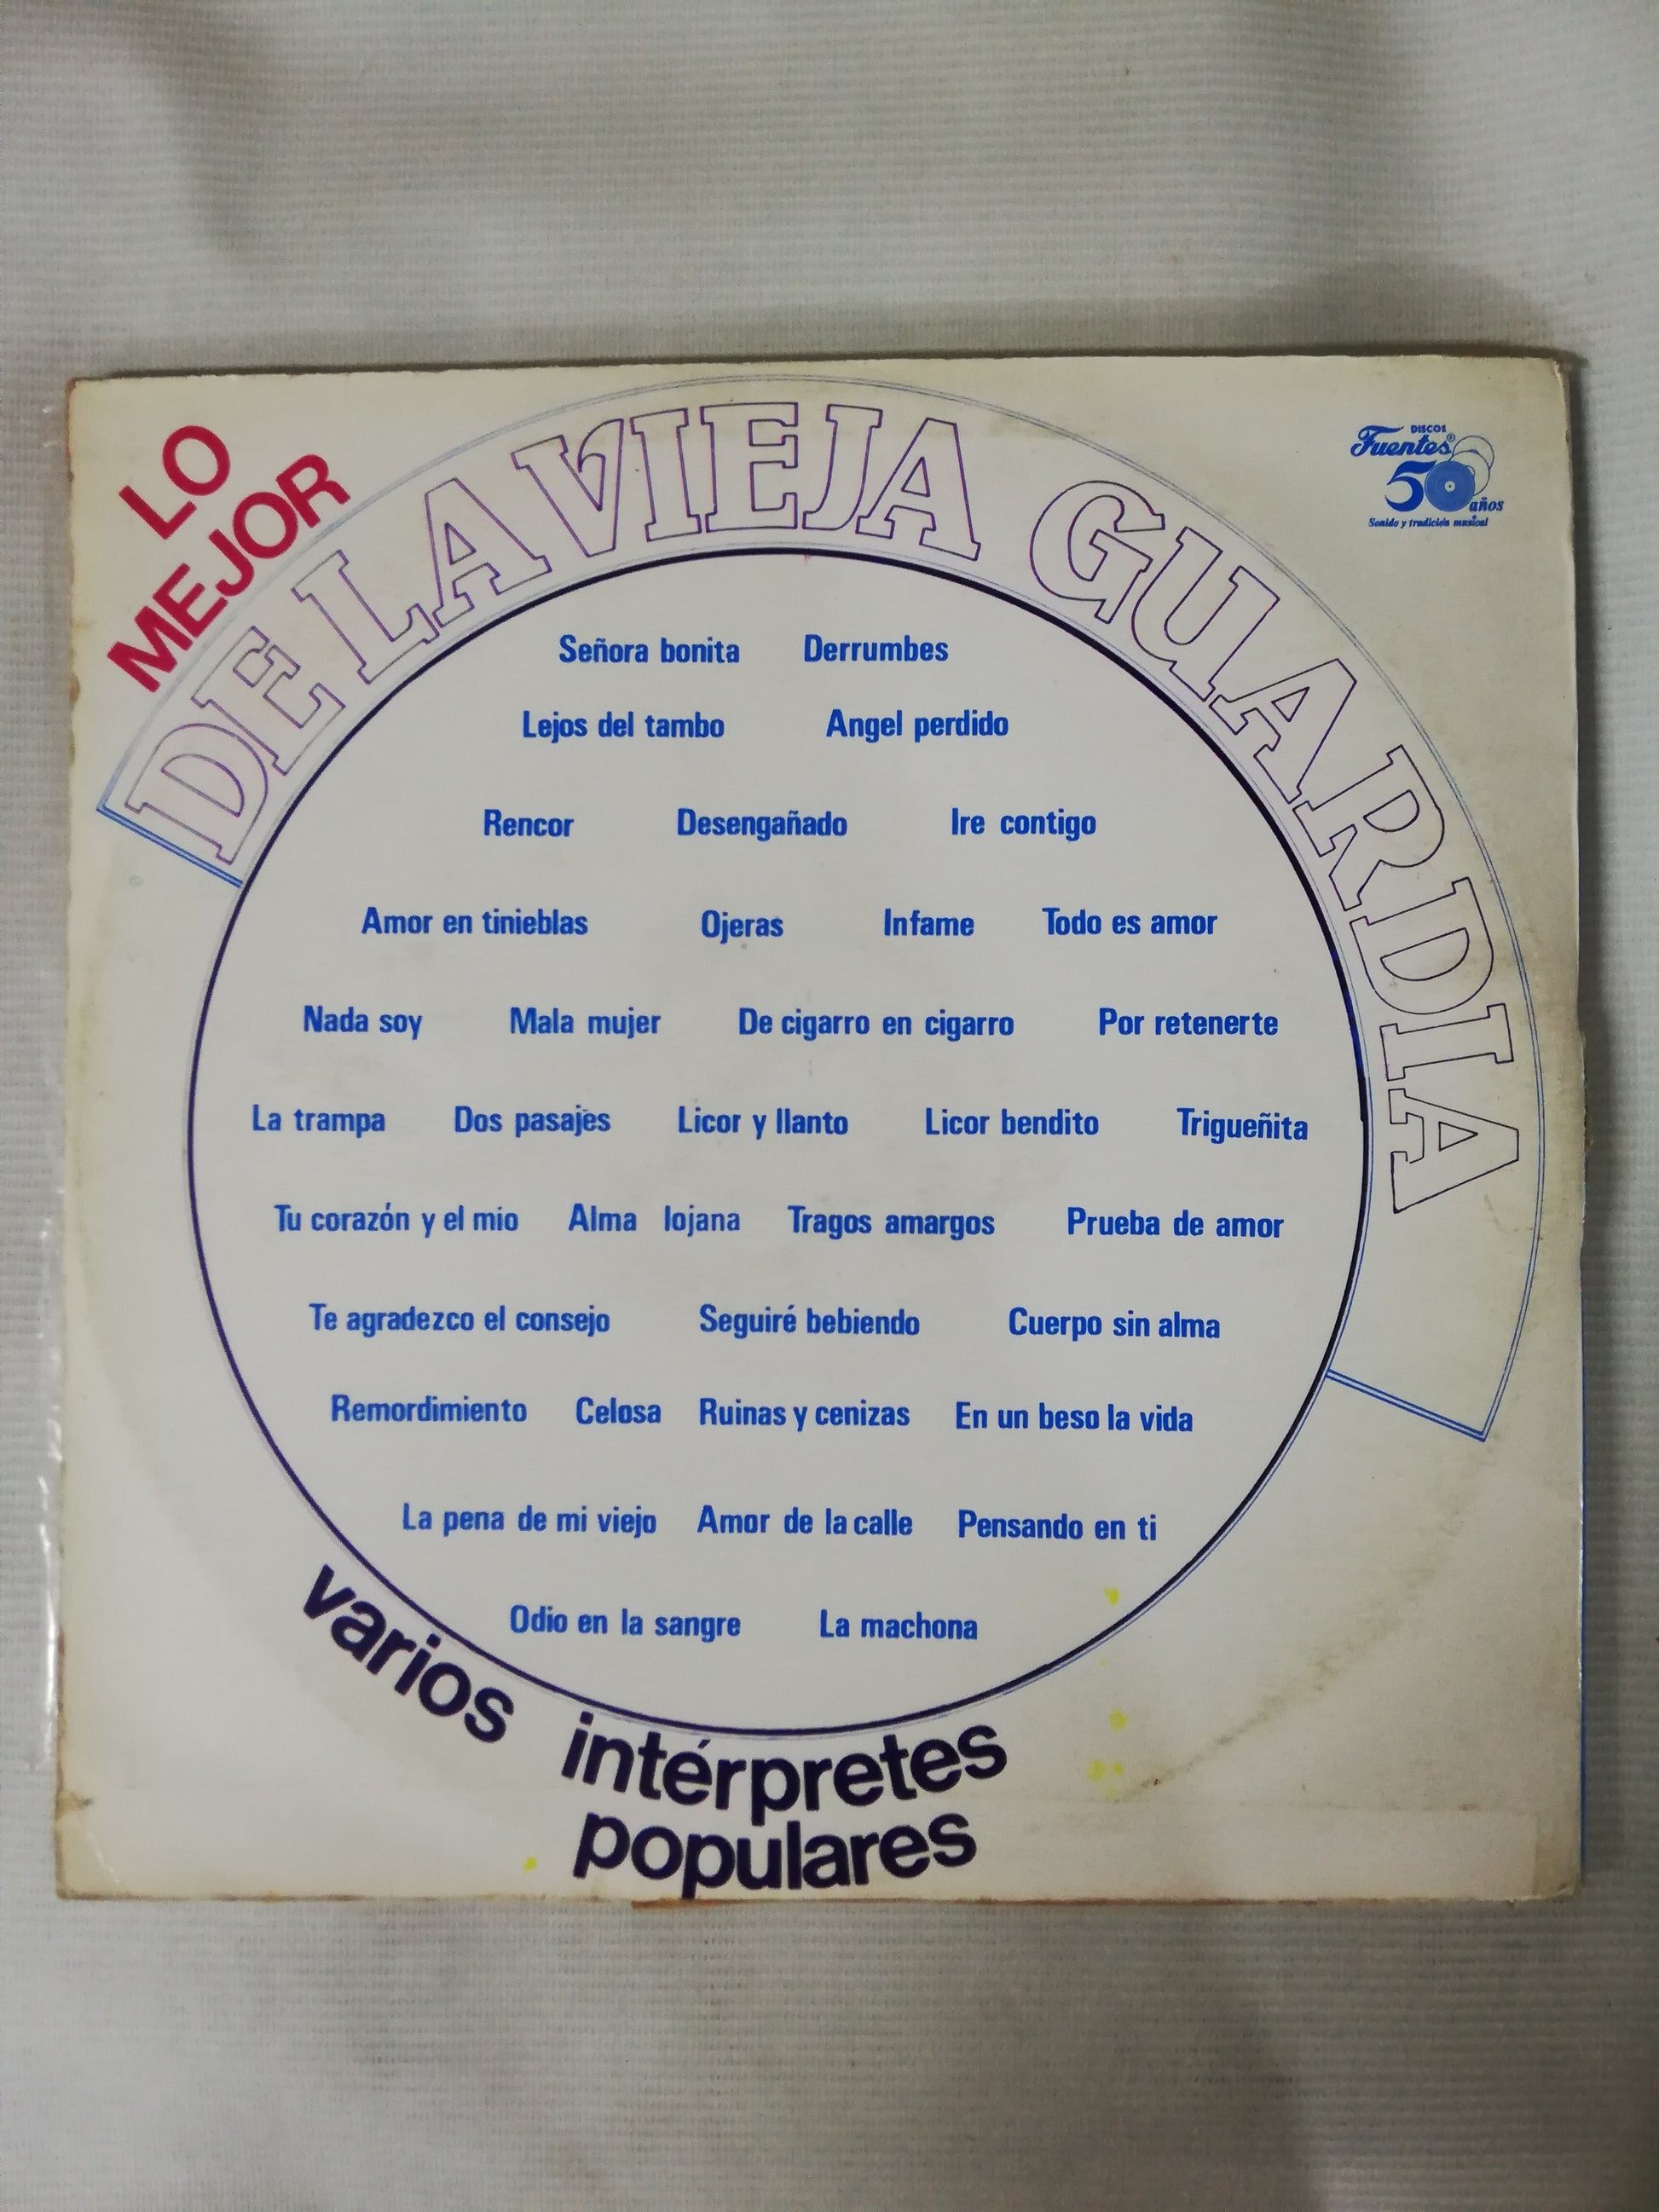 LO
MEJOR
DE LA VIEJA GUARDIA
DISCOS
Fuentes®
50 años
Sonido y tradición musical
Señora bonita Derrumbes
Lejos del tambo Angel perdido
Rencor Desengañado Ire contigo
Amor en tinieblas Ojeras Infame Todo es amor
Nada soy Mala mujer De cigarro en cigarro Por retenerte
La trampa Dos pasajes Licor y llanto Licor bendito Trigueñita
Tu corazón y el mio Alma lojana Tragos amargos Prueba de amor
Te agradezco el consejo Seguiré bebiendo Cuerpo sin alma
Remordimiento Celosa Ruinas y cenizas En un beso la vida
La pena de mi viejo Amor de la calle Pensando en ti
Odio en la sangre La machona
varios intérpretes
populares